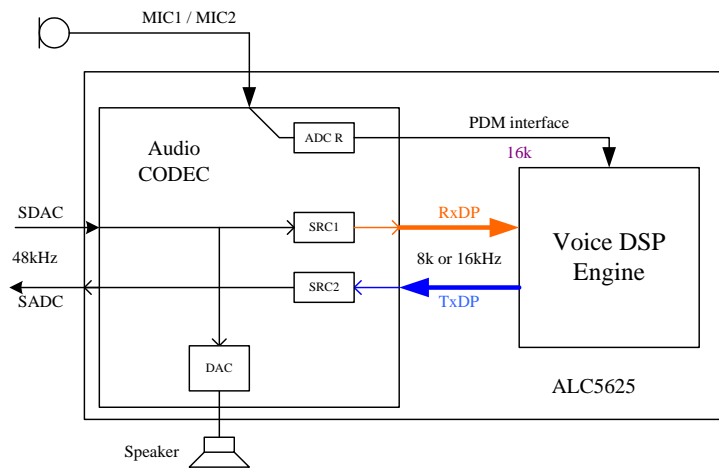 MIC1 / MIC2
ADC R
PDM interface
Audio
CODEC
16k
SDAC
SRC1
RxDP
Voice DSP
Engine
48kHz
8k or 16kHz
SADC
SRC2
TxDP
DAC
ALC5625
Speaker